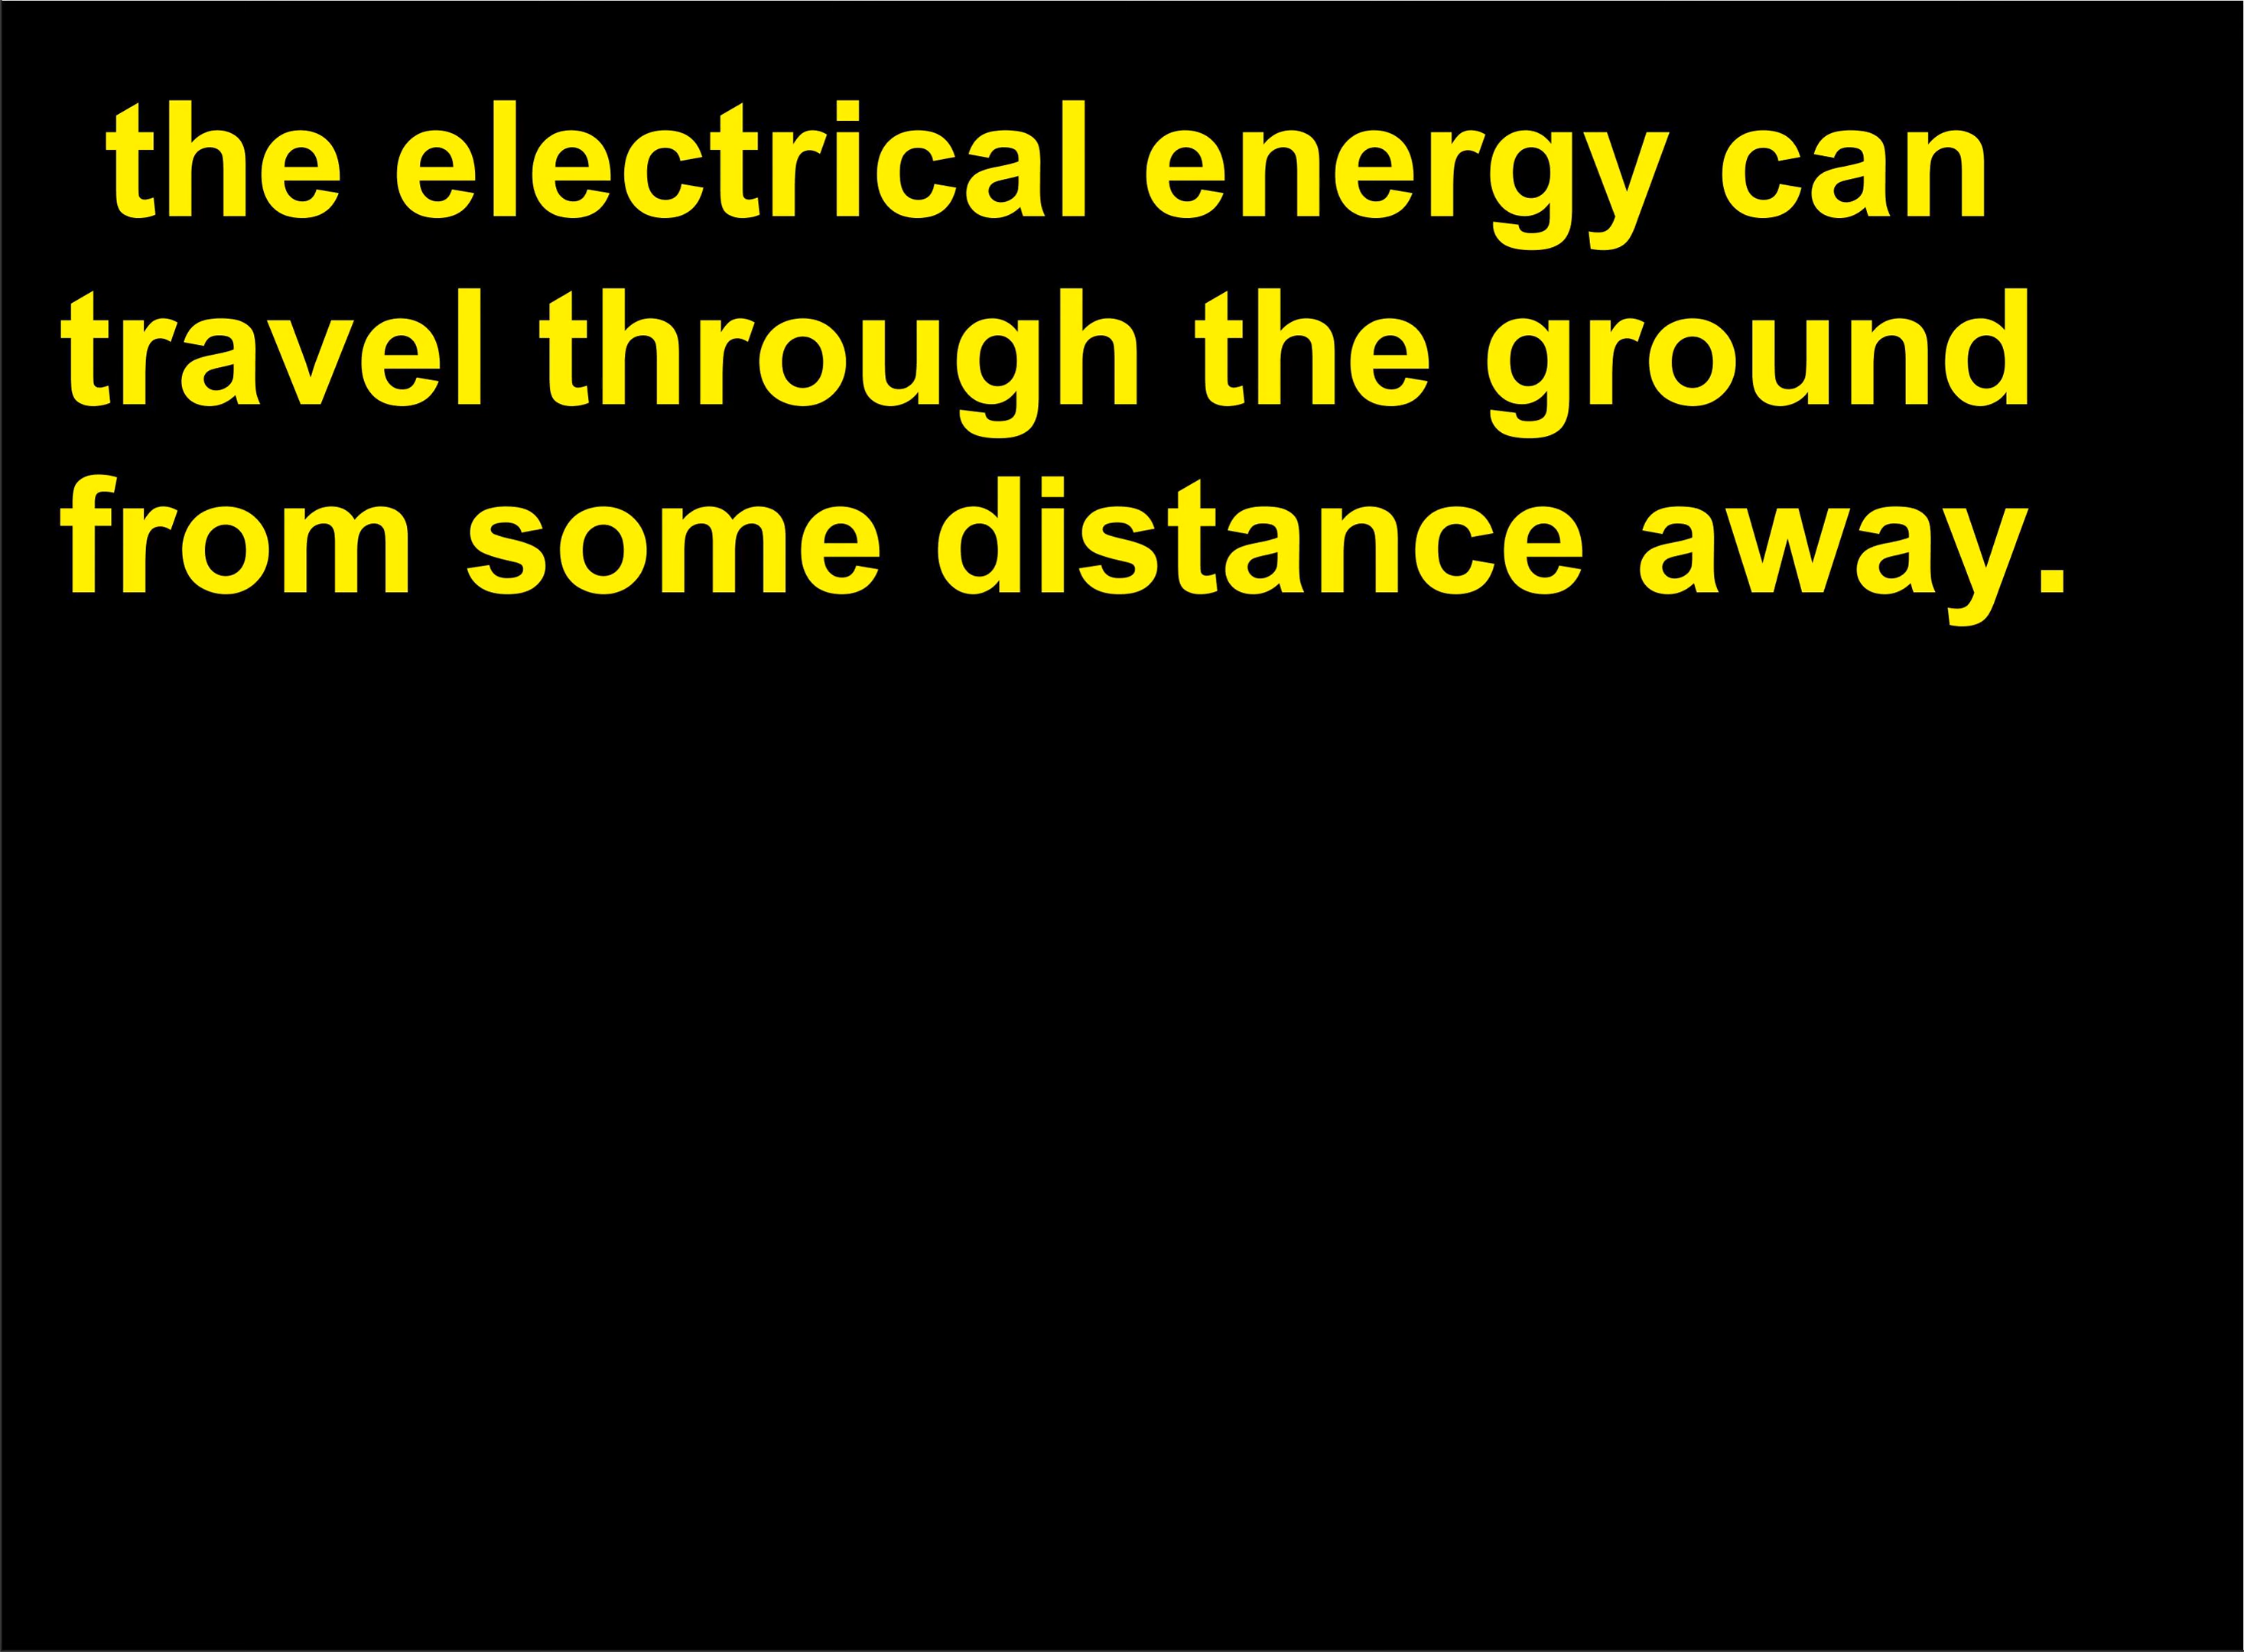 the electrical energy can
travel through the ground
from some distance away.